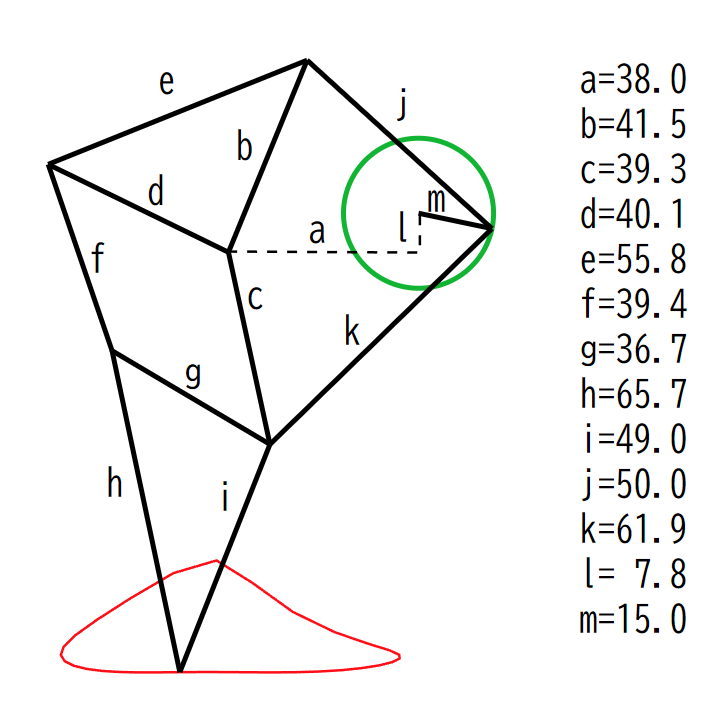 e
j
b
d
m
a
l
f
c
k
g
h
i
a=38.0
b=41.5
c=39.3
d=40.1
e=55.8
f=39.4
g=36.7
h=65.7
i=49.0
j=50.0
k=61.9
l= 7.8
m=15.0